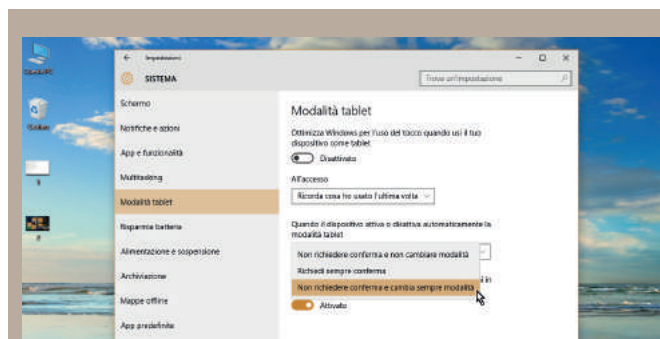 Impostazioni
SISTEMA
Trova un'impostazione
Schermo
Notifiche e azioni
App e funzionalità
Multitasking
Modalità tablet
Risparmia batteria
Alimentazione e sospensione
Archiviazione
Mappe offline
App predefinite
Modalità tablet
Ottimizza Windows per l'uso del tocco quando usi il tuo
dispositivo come tablet
Disattivato
All'accesso
Ricorda cosa ho usato l'ultima volta
Quando il dispositivo attiva o disattiva automaticamente la
modalità tablet
Non richiedere conferma e non cambiare modalità
Richiedi sempre conferma
Non richiedere conferma e cambia sempre modalità
i in
Attivato